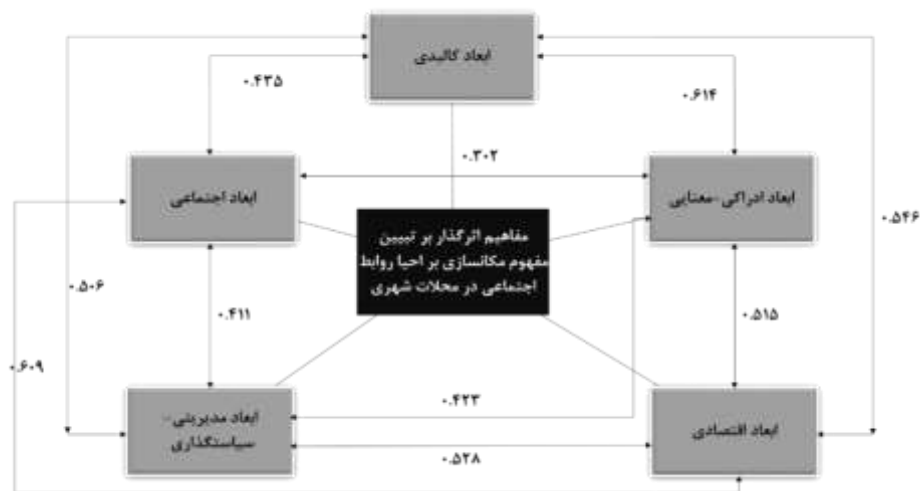 ابعاد کالبدی
۰.۴۳۵
۰.۶۱۴
۰.۳۰۲
ابعاد اجتماعی
ابعاد ادراکی-معنایی
۰.۵۴۶
مفاهیم اثرگذار بر تبیین
مفهوم مکانسازی بر احیا روابط
اجتماعی در محلات شهری
۰.۵۰۶
۰.۴۱۱
۰.۵۱۵
۰.۶۰۹
۰.۴۲۳
ابعاد مدیریتی-
سیاستگذاری
ابعاد اقتصادی
۰.۵۲۸